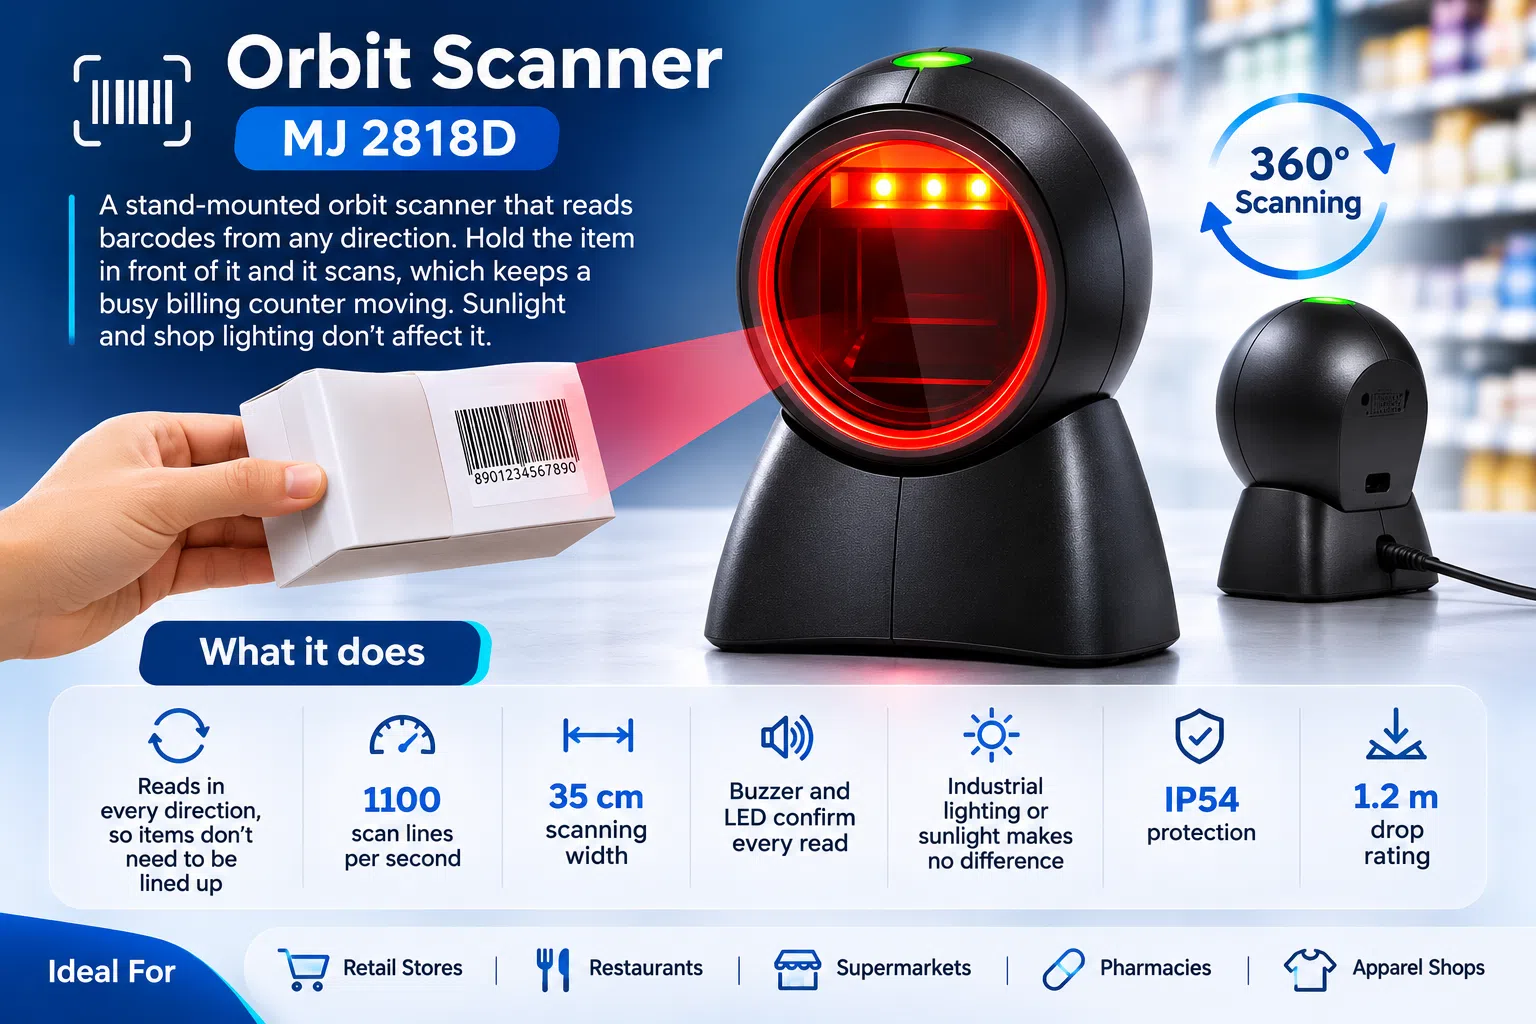 Orbit Scanner
MJ 2818D
A stand-mounted orbit scanner that reads
barcodes from any direction. Hold the item
in front of it and it scans, which keeps a
busy billing counter moving. Sunlight
and shop lighting don't affect it.
360°
Scanning
8901234567890
What it does
Reads in
every direction,
so items don't
need to be
lined up
1100
scan lines
per second
35 cm
scanning
width
Buzzer and
LED confirm
every read
Industrial
lighting or
sunlight makes
no difference
IP54
protection
1.2 m
drop
rating
Ideal For
Retail Stores
Restaurants
Supermarkets
Pharmacies
Apparel Shops